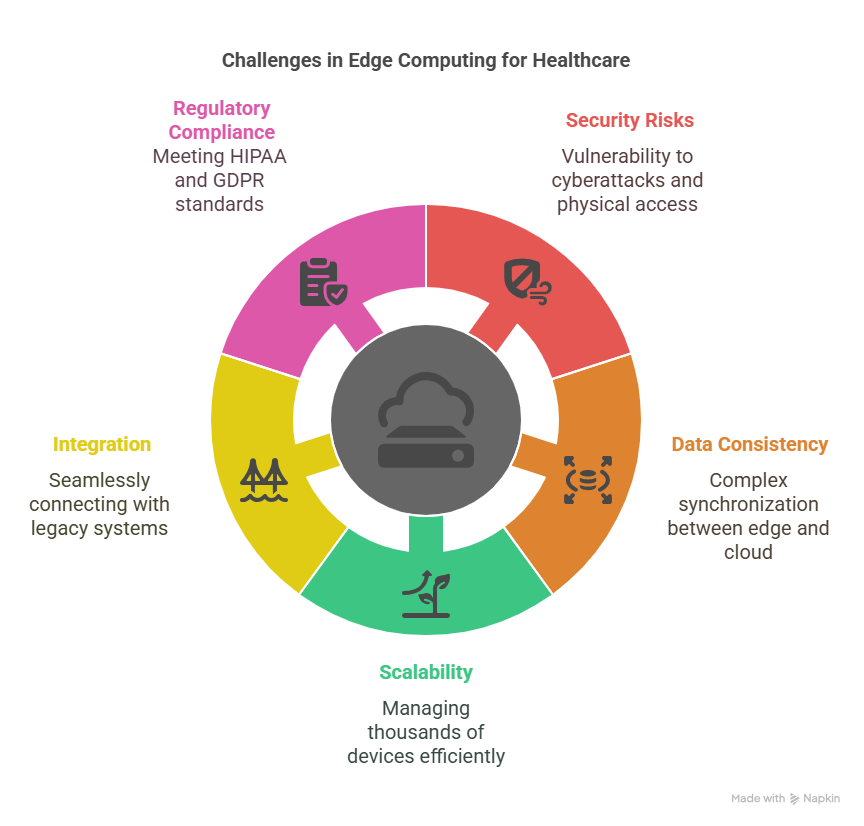 Challenges in Edge Computing for Healthcare
Regulatory
Compliance
Meeting HIPAA
and GDPR
standards
Security Risks
Vulnerability to
cyberattacks and
physical access
Integration
Seamlessly
connecting with
legacy systems
Data Consistency
Complex
synchronization
between edge and
cloud
Scalability
Managing
thousands of
devices efficiently
Made with Napkin